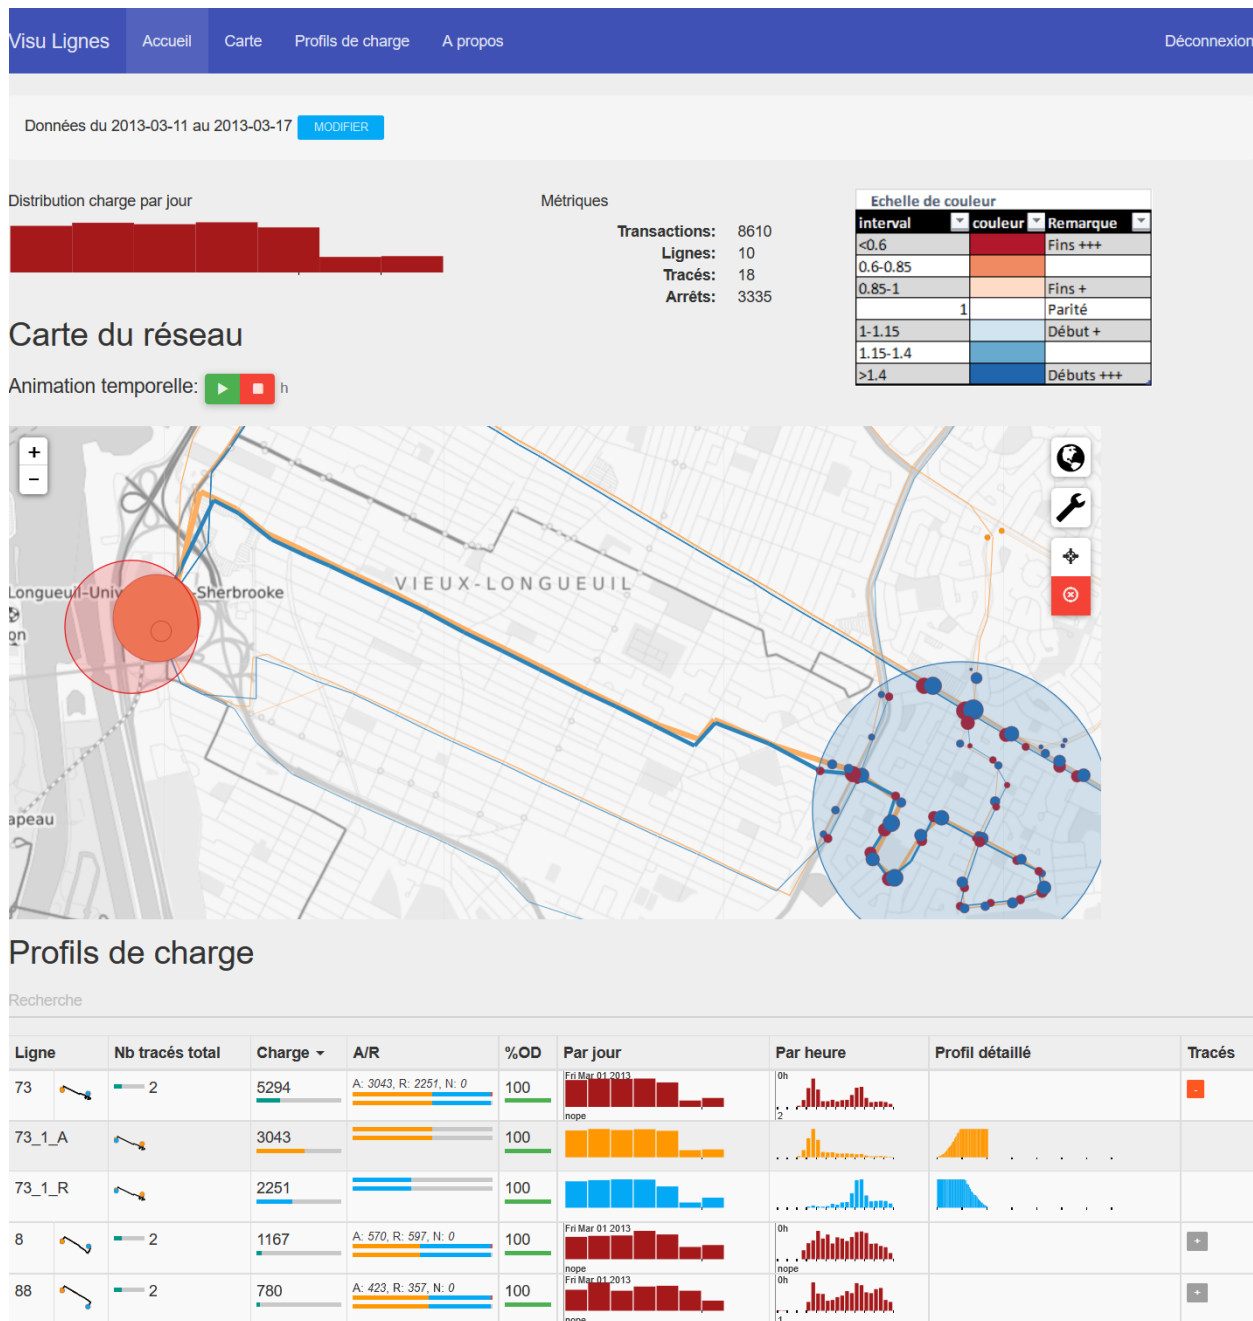 Visu Lignes Accueil Carte Profils de charge A propos Déconnexion
Données du 2013-03-11 au 2013-03-17 MODIFIER
Distribution charge par jour
Métriques
Transactions: 8610
Lignes: 10
Tracés: 18
Arrêts: 3335
Echelle de couleur
interval couleur Remarque
<0.6 Fins +++
0.6-0.85
0.85-1 Fins +
1 Parité
1-1.15 Début +
1.15-1.4
>1.4 Débuts +++
Carte du réseau
Animation temporelle: h
+
−
VIEUX-LONGUEUIL
Longueuil-Univ Sherbrooke
on
apeau
Profils de charge
Recherche
Ligne Nb tracés total Charge A/R %OD Par jour Par heure Profil détaillé Tracés
73 2 5294 A: 3043, R: 2251, N: 0 100 Fri Mar 01 2013 0h -
nope 2
73_1_A 3043 100
73_1_R 2251 100
8 2 1167 A: 570, R: 597, N: 0 100 Fri Mar 01 2013 0h +
nope nope
88 2 780 A: 423, R: 357, N: 0 100 Fri Mar 01 2013 0h +
nope 1